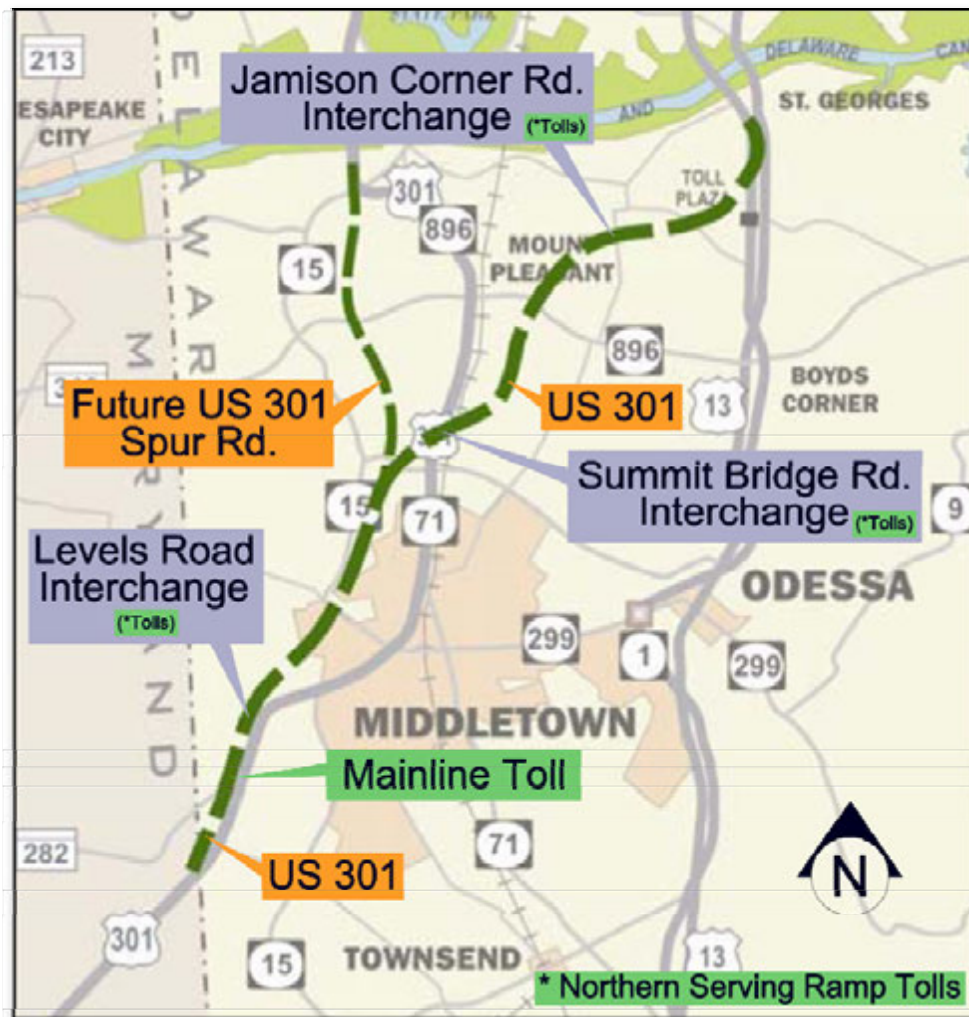 213
ESAPEAKE
CITY
DELAWARE
AND
CAN
Jamison Corner Rd.
Interchange (*Tolls)
ST. GEORGES
TOLL
PLAZA
301
896
15
MOUNT
PLEASANT
ELAWAR
896
BOYDS
CORNER
13
Future US 301
Spur Rd.
US 301
15
71
Summit Bridge Rd.
Interchange (*Tolls)
9
Levels Road
Interchange
(*Tolls)
MARYLAND
ODESSA
299
1
299
MIDDLETOWN
Mainline Toll
282
US 301
71
N
301
15
TOWNSEND
13
* Northern Serving Ramp Tolls